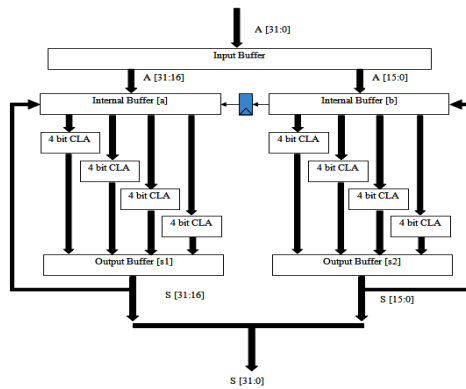 A [31:0]
Input Buffer
A [31:16]
A [15:0]
Internal Buffer [a]
Internal Buffer [b]
4 bit CLA
4 bit CLA
4 bit CLA
4 bit CLA
4 bit CLA
4 bit CLA
4 bit CLA
4 bit CLA
Output Buffer [s1]
Output Buffer [s2]
S [31:16]
S [15:0]
S [31:0]